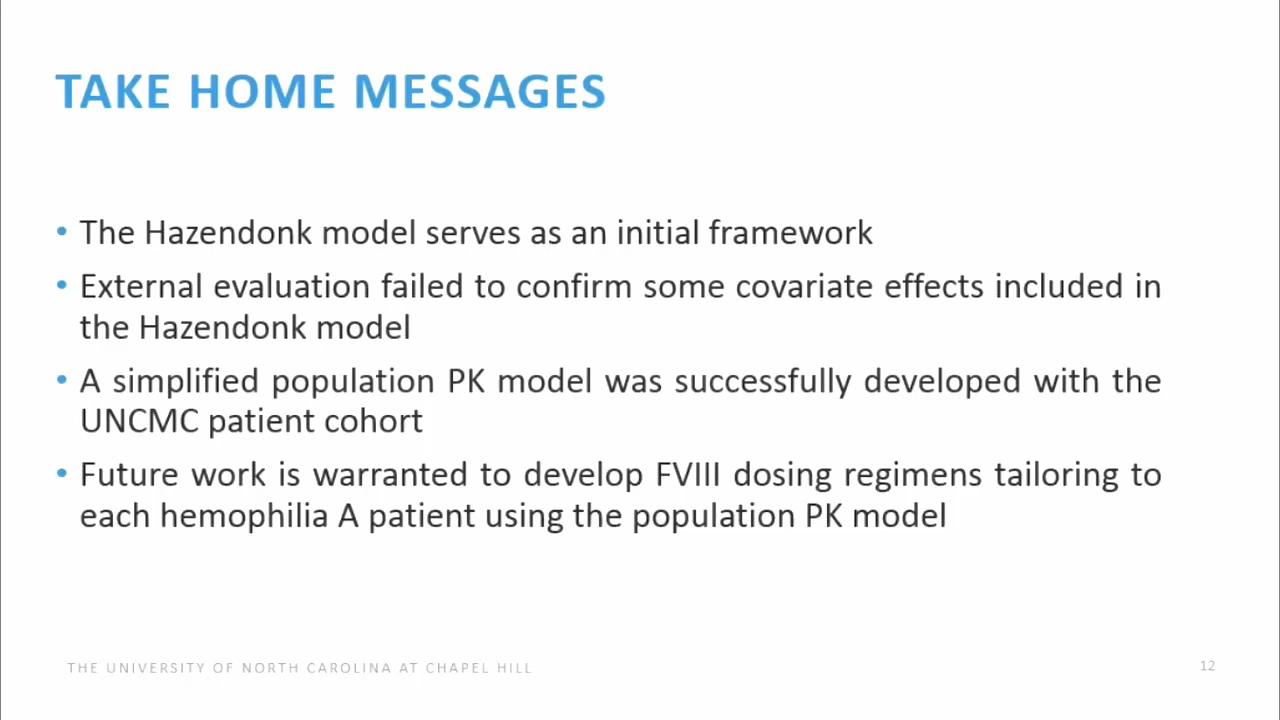 TAKE HOME MESSAGES
• The Hazendonk model serves as an initial framework
• External evaluation failed to confirm some covariate effects included in
the Hazendonk model
• A simplified population PK model was successfully developed with the
UNCMC patient cohort
• Future work is warranted to develop FVIII dosing regimens tailoring to
each hemophilia A patient using the population PK model
THE UNIVERSITY OF NORTH CAROLINA AT CHAPEL HILL
12